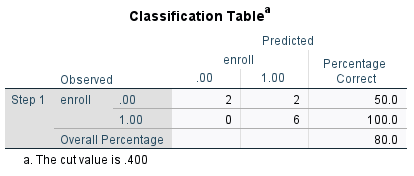 Classification Tableᵃ
Predicted
enroll Percentage
Observed .00 1.00 Correct
Step 1 enroll .00 2 2 50.0
1.00 0 6 100.0
Overall Percentage 80.0
a. The cut value is .400